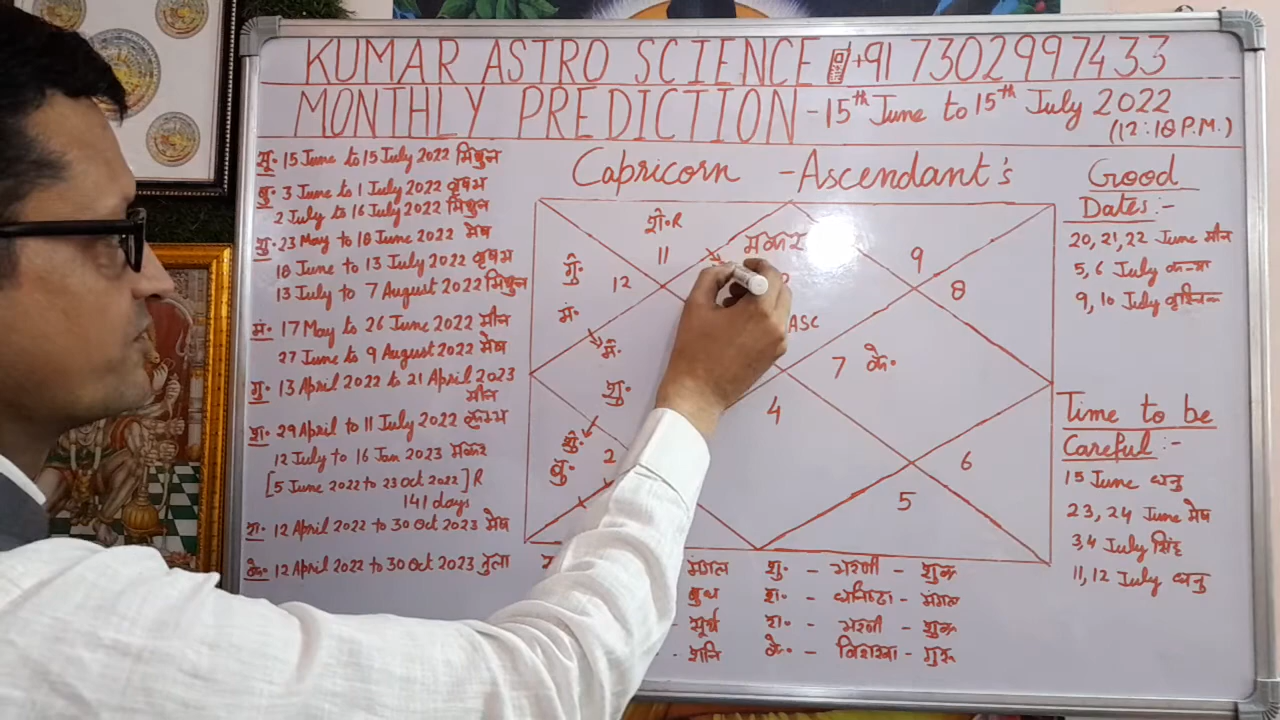 KUMAR ASTRO SCIENCE +91 7302997433
MONTHLY PREDICTION - 15th June to 15th July 2022
(12:18 P.M.)
Capricorn - Ascendant's
सू॰ 15 June to 15 July 2022 मिथुन
बु॰ 3 June to 1 July 2022 वृषभ
2 July to 16 July 2022 मिथुन
शु॰ 23 May to 18 June 2022 मेष
18 June to 13 July 2022 वृषभ
13 July to 7 August 2022 मिथुन
मं॰ 17 May to 26 June 2022 मीन
27 June to 9 August 2022 मेष
गु॰ 13 April 2022 to 21 April 2023
मीन
श॰ 29 April to 11 July 2022 कुम्भ
12 July to 16 Jan 2023 मकर
[5 June 2022 to 23 Oct 2022] R
141 days
रा॰ 12 April 2022 to 30 Oct 2023 मेष
के॰ 12 April 2022 to 30 Oct 2023 तुला
R
11
मकर
9
8
गु॰
12
मं॰
ASC
मं॰
7 के॰
शु॰
4
शु॰
बु॰ 2
6
5
मंगल शु॰ - भरणी - शुक्र
बुध श॰ - धनिष्ठा - मंगल
सूर्य रा॰ - भरणी - शुक्र
- शनि के॰ - विशाखा - गुरू
Good
Dates:-
20, 21, 22 June मीन
5, 6 July कन्या
9, 10 July वृश्चिक
Time to be
Careful:-
15 June धनु
23, 24 June मेष
3,4 July सिंह
11, 12 July धनु